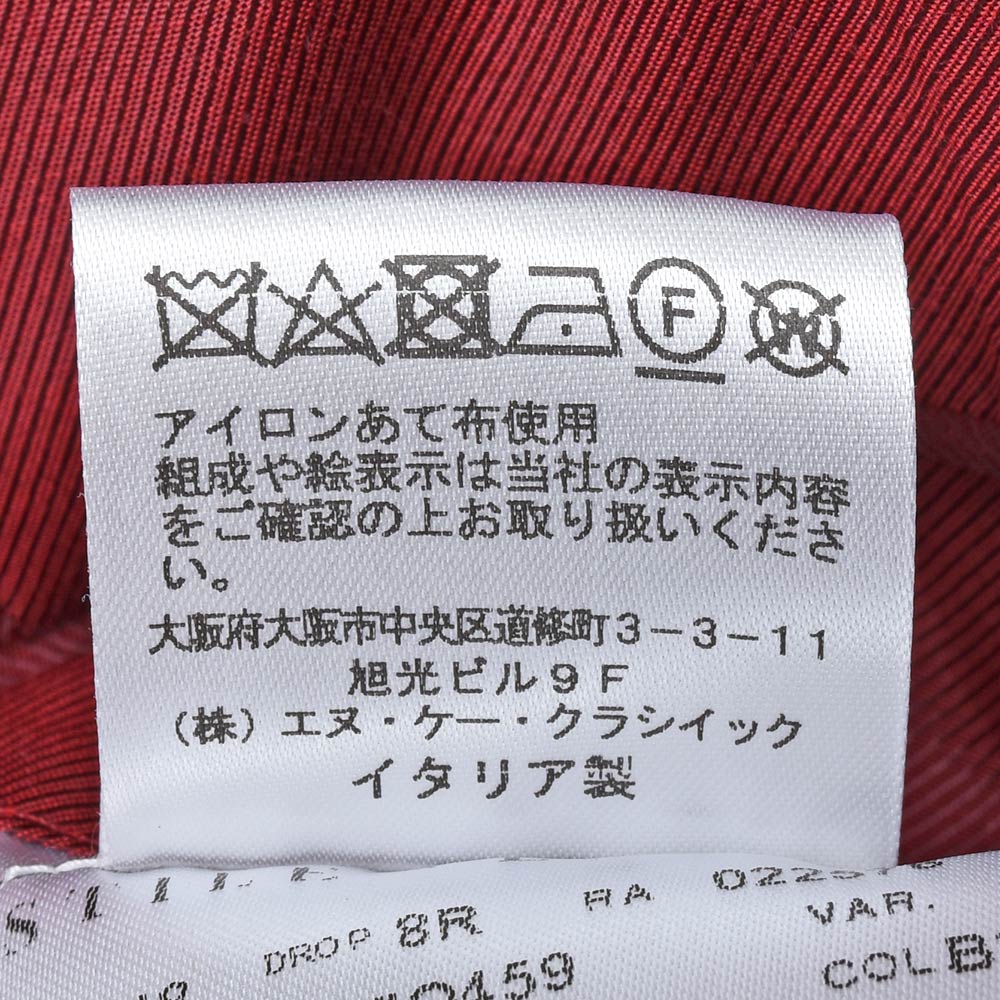 F
W
アイロンあて布使用
組成や絵表示は当社の表示内容
をご確認の上お取り扱いくださ
い。
大阪府大阪市中央区道修町3-3-11
旭光ビル9F
(株)エヌ・ケー・クラシイック
イタリア製
DROP 8R RA
VAR.